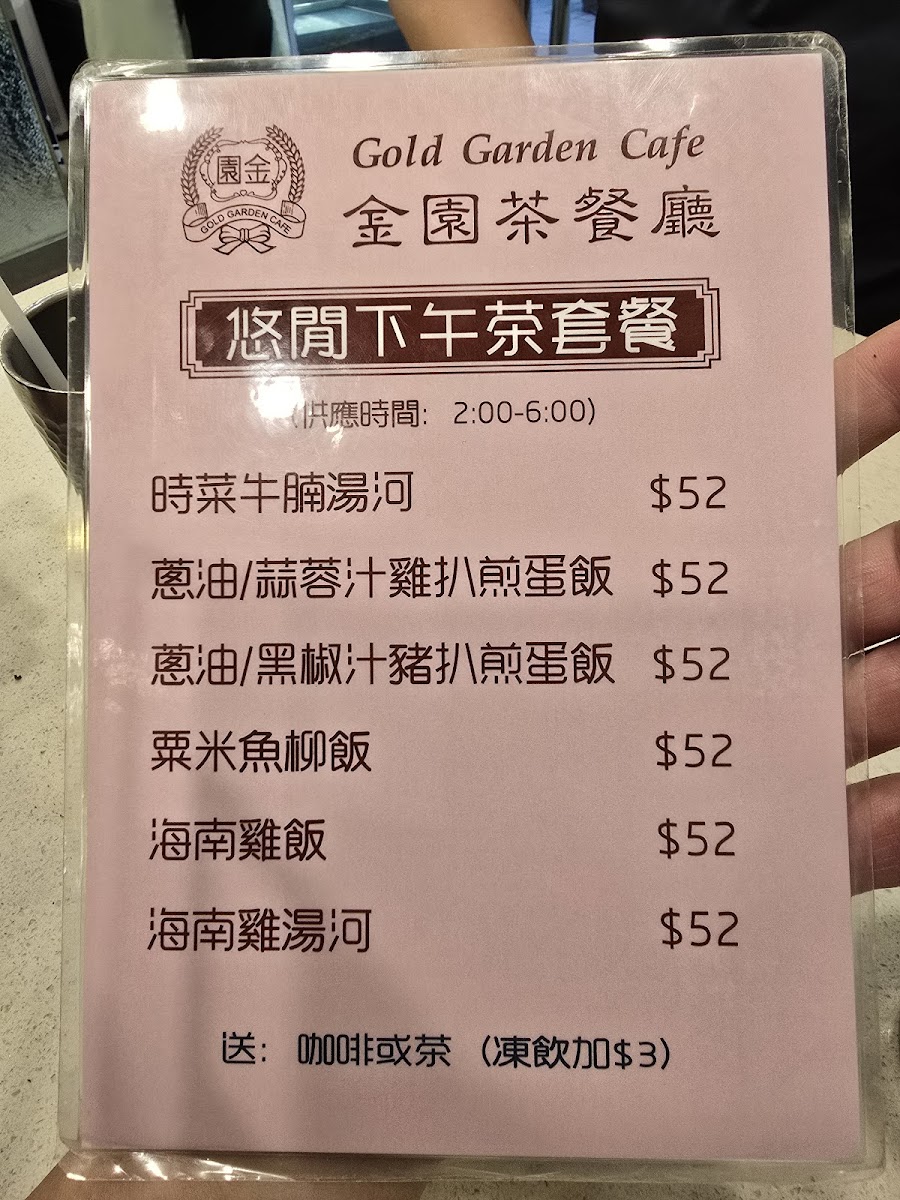 園金
GOLD GARDEN CAFE
Gold Garden Cafe
金園茶餐廳
悠閒下午茶套餐
(供應時間: 2:00-6:00)
時菜牛腩湯河 $52
蔥油/蒜蓉汁雞扒煎蛋飯 $52
蔥油/黑椒汁豬扒煎蛋飯 $52
粟米魚柳飯 $52
海南雞飯 $52
海南雞湯河 $52
送: 咖啡或茶 (凍飲加$3)